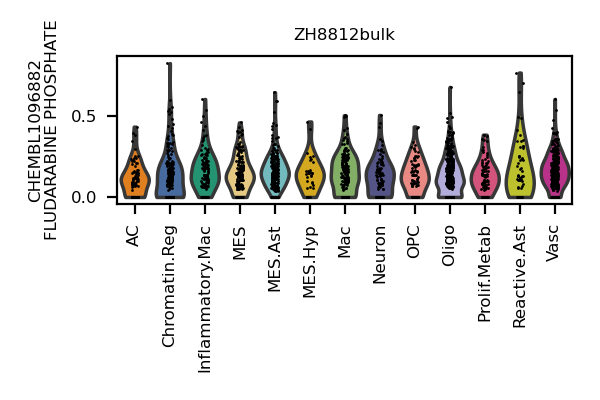 ZH8812bulk
CHEMBL1096882
FLUDARABINE PHOSPHATE
0.5
0.0
AC
Chromatin.Reg
Inflammatory.Mac
MES
MES.Ast
MES.Hyp
Mac
Neuron
OPC
Oligo
Prolif.Metab
Reactive.Ast
Vasc